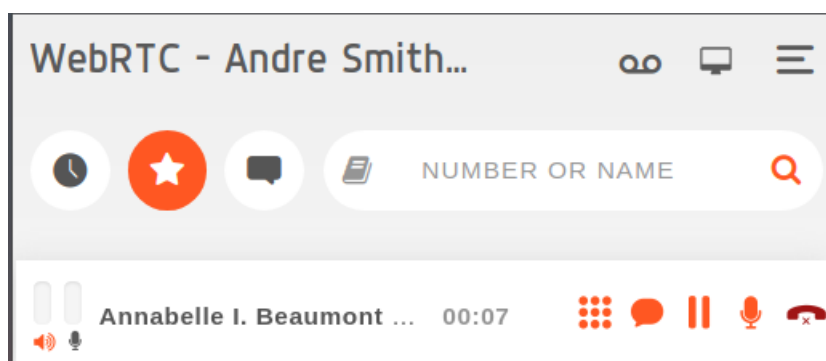 WebRTC - Andre Smith...
NUMBER OR NAME
Annabelle I. Beaumont ... 00:07